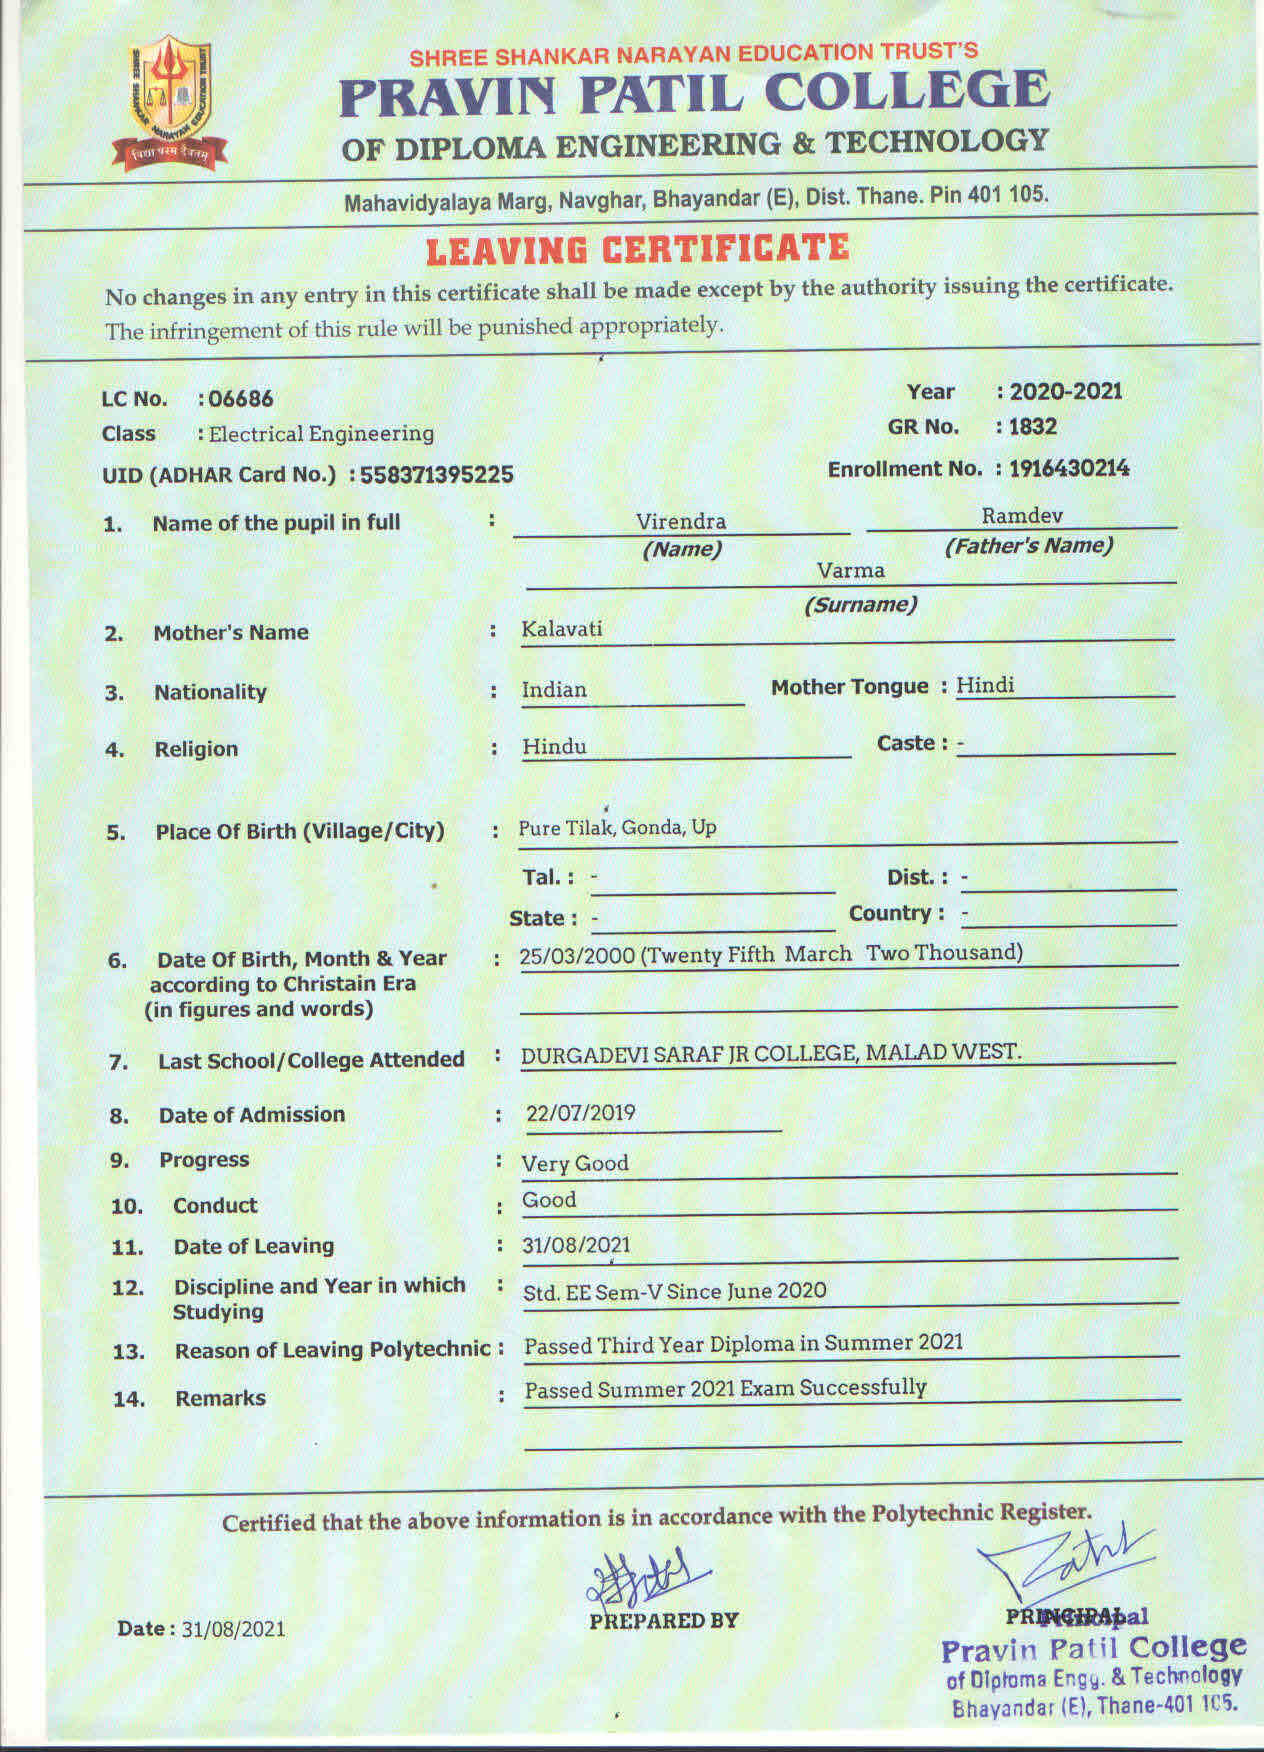 SHREE SHANKAR NARAYAN EDUCATION TRUST'S
PRAVIN PATIL COLLEGE
OF DIPLOMA ENGINEERING & TECHNOLOGY
SHREE SHANKAR NARAYAN EDUCATION TRUST
विद्या परम दैवतम्
Mahavidyalaya Marg, Navghar, Bhayandar (E), Dist. Thane. Pin 401 105.
LEAVING CERTIFICATE
No changes in any entry in this certificate shall be made except by the authority issuing the certificate.
The infringement of this rule will be punished appropriately.
LC No. : 06686 Year : 2020-2021
Class : Electrical Engineering GR No. : 1832
UID (ADHAR Card No.) : 558371395225 Enrollment No. : 1916430214
1. Name of the pupil in full : Virendra Ramdev
(Name) (Father's Name)
Varma
(Surname)
2. Mother's Name : Kalavati
3. Nationality : Indian Mother Tongue : Hindi
4. Religion : Hindu Caste : -
5. Place Of Birth (Village/City) : Pure Tilak, Gonda, Up
Tal. : - Dist. : -
State : - Country : -
6. Date Of Birth, Month & Year : 25/03/2000 (Twenty Fifth March Two Thousand)
according to Christain Era
(in figures and words)
7. Last School/College Attended : DURGADEVI SARAF JR COLLEGE, MALAD WEST.
8. Date of Admission : 22/07/2019
9. Progress : Very Good
10. Conduct : Good
11. Date of Leaving : 31/08/2021
12. Discipline and Year in which : Std. EE Sem-V Since June 2020
Studying
13. Reason of Leaving Polytechnic : Passed Third Year Diploma in Summer 2021
14. Remarks : Passed Summer 2021 Exam Successfully
Certified that the above information is in accordance with the Polytechnic Register.
Date : 31/08/2021 PREPARED BY PRINCIPAL
Principal
Pravin Patil College
of Diploma Engg. & Technology
Bhayandar (E), Thane-401 105.